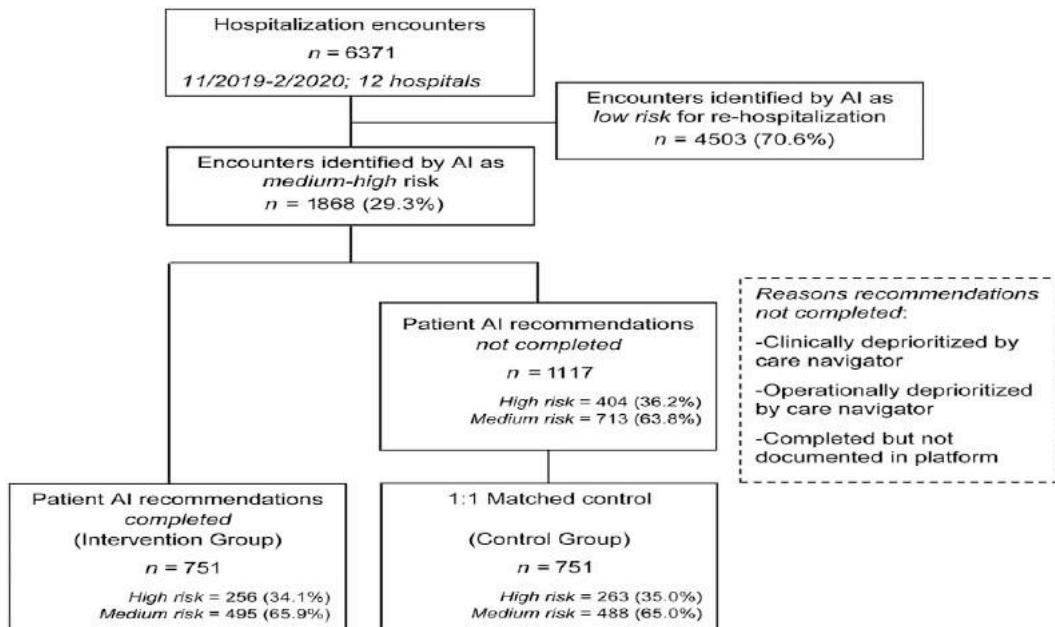 Hospitalization encounters
n = 6371
11/2019-2/2020; 12 hospitals
Encounters identified by AI as
low risk for re-hospitalization
n = 4503 (70.6%)
Encounters identified by AI as
medium-high risk
n = 1868 (29.3%)
Patient AI recommendations
not completed
n = 1117
High risk = 404 (36.2%)
Medium risk = 713 (63.8%)
Reasons recommendations
not completed:
-Clinically deprioritized by
care navigator
-Operationally deprioritized
by care navigator
-Completed but not
documented in platform
Patient AI recommendations
completed
(Intervention Group)
n = 751
High risk = 256 (34.1%)
Medium risk = 495 (65.9%)
1:1 Matched control
(Control Group)
n = 751
High risk = 263 (35.0%)
Medium risk = 488 (65.0%)